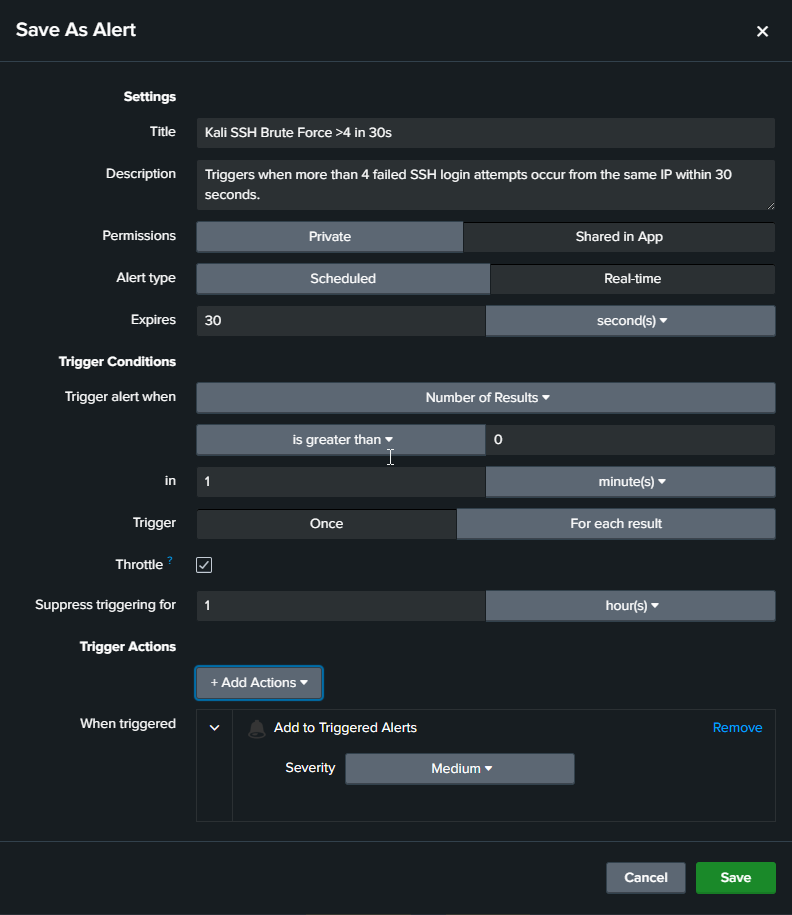 Save As Alert
Settings
Title Kali SSH Brute Force >4 in 30s
Description Triggers when more than 4 failed SSH login attempts occur from the same IP within 30
seconds.
Permissions Private Shared in App
Alert type Scheduled Real-time
Expires 30 second(s)
Trigger Conditions
Trigger alert when Number of Results
is greater than 0
in 1 minute(s)
Trigger Once For each result
Throttle ?
Suppress triggering for 1 hour(s)
Trigger Actions
+ Add Actions
When triggered Add to Triggered Alerts Remove
Severity Medium
Cancel Save